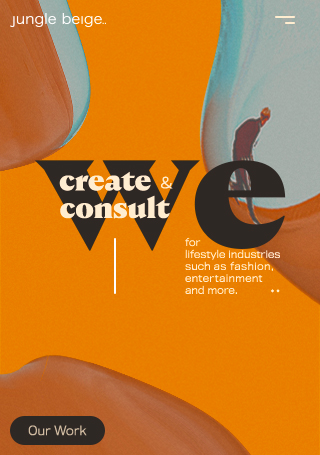 jungle beige..
we
create &
consult
for
lifestyle industries
such as fashion,
entertainment
and more.
Our Work